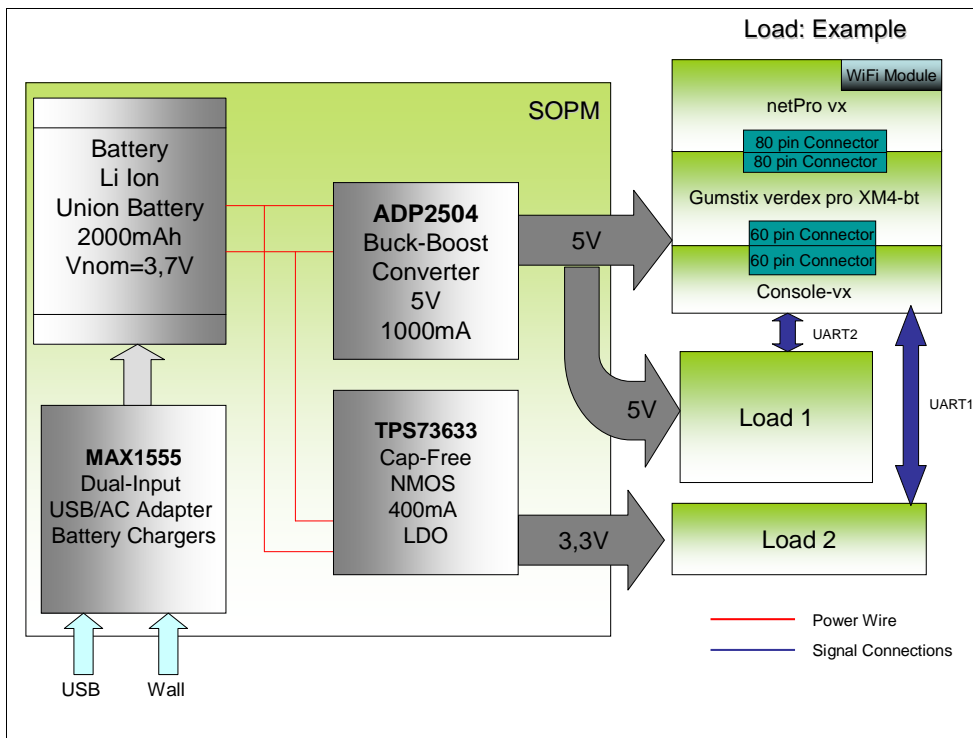 Load: Example
WiFi Module
netPro vx
80 pin Connector
80 pin Connector
Gumstix verdex pro XM4-bt
60 pin Connector
60 pin Connector
Console-vx
SOPM
Battery
Li Ion
Union Battery
2000mAh
Vnom=3,7V
ADP2504
Buck-Boost
Converter
5V
1000mA
5V
UART2
UART1
5V
Load 1
MAX1555
Dual-Input
USB/AC Adapter
Battery Chargers
TPS73633
Cap-Free
NMOS
400mA
LDO
3,3V
Load 2
Power Wire
Signal Connections
USB
Wall